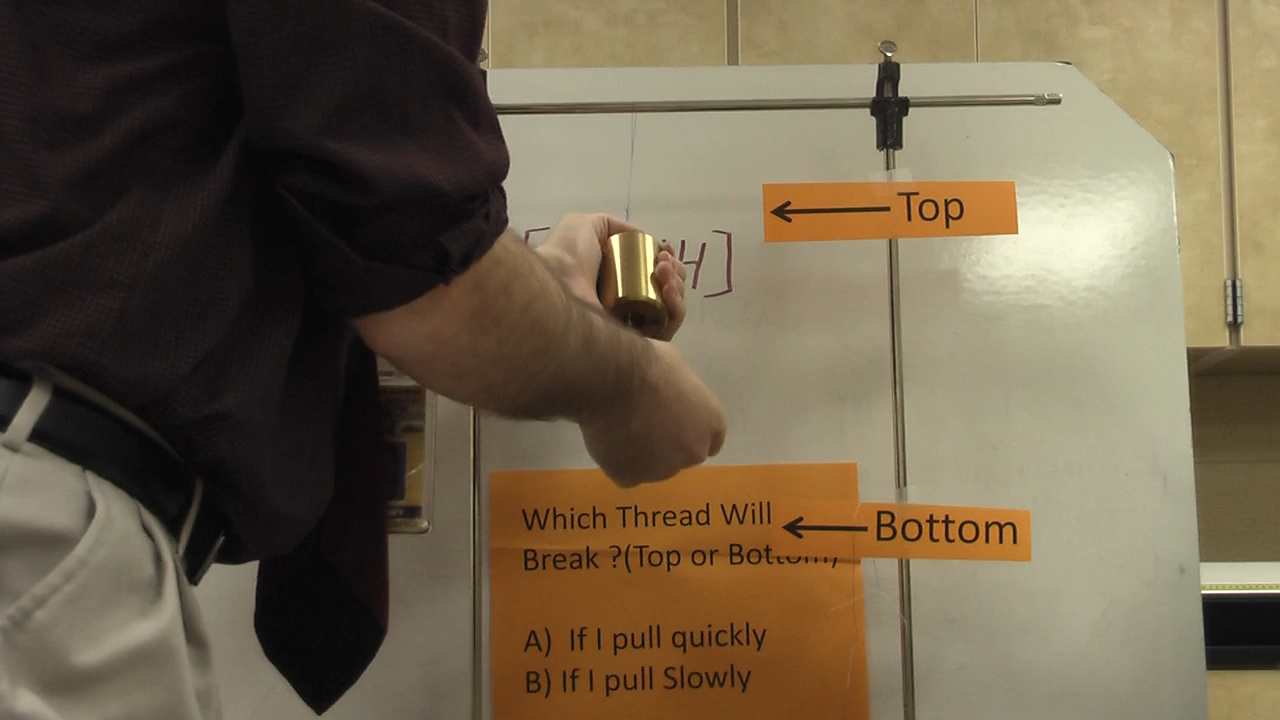 Top
Which Thread Will
Break ?(Top or Bottom)
Bottom
A) If I pull quickly
B) If I pull Slowly